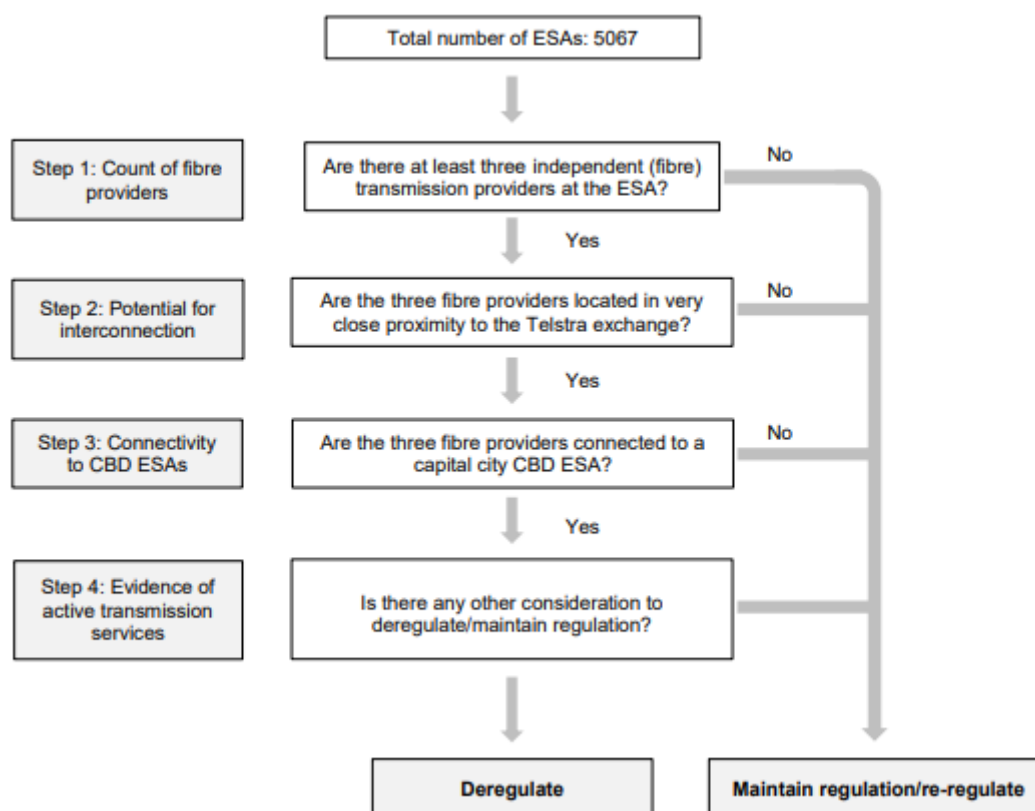 Total number of ESAs: 5067
Step 1: Count of fibre
providers
Are there at least three independent (fibre)
transmission providers at the ESA?
No
Yes
Step 2: Potential for
interconnection
Are the three fibre providers located in very
close proximity to the Telstra exchange?
No
Yes
Step 3: Connectivity
to CBD ESAs
Are the three fibre providers connected to a
capital city CBD ESA?
No
Yes
Step 4: Evidence of
active transmission
services
Is there any other consideration to
deregulate/maintain regulation?
Deregulate
Maintain regulation/re-regulate